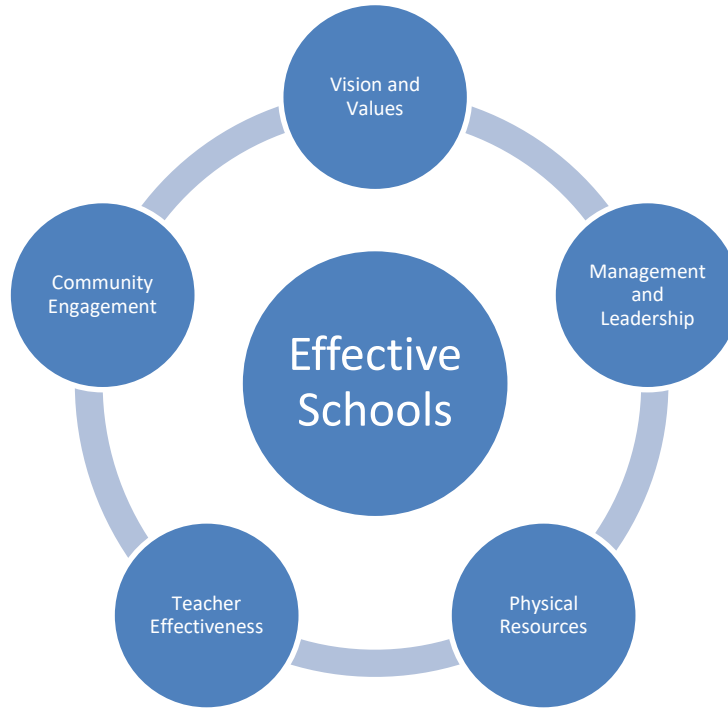 Vision and
Values
Management
and
Leadership
Physical
Resources
Teacher
Effectiveness
Community
Engagement
Effective
Schools